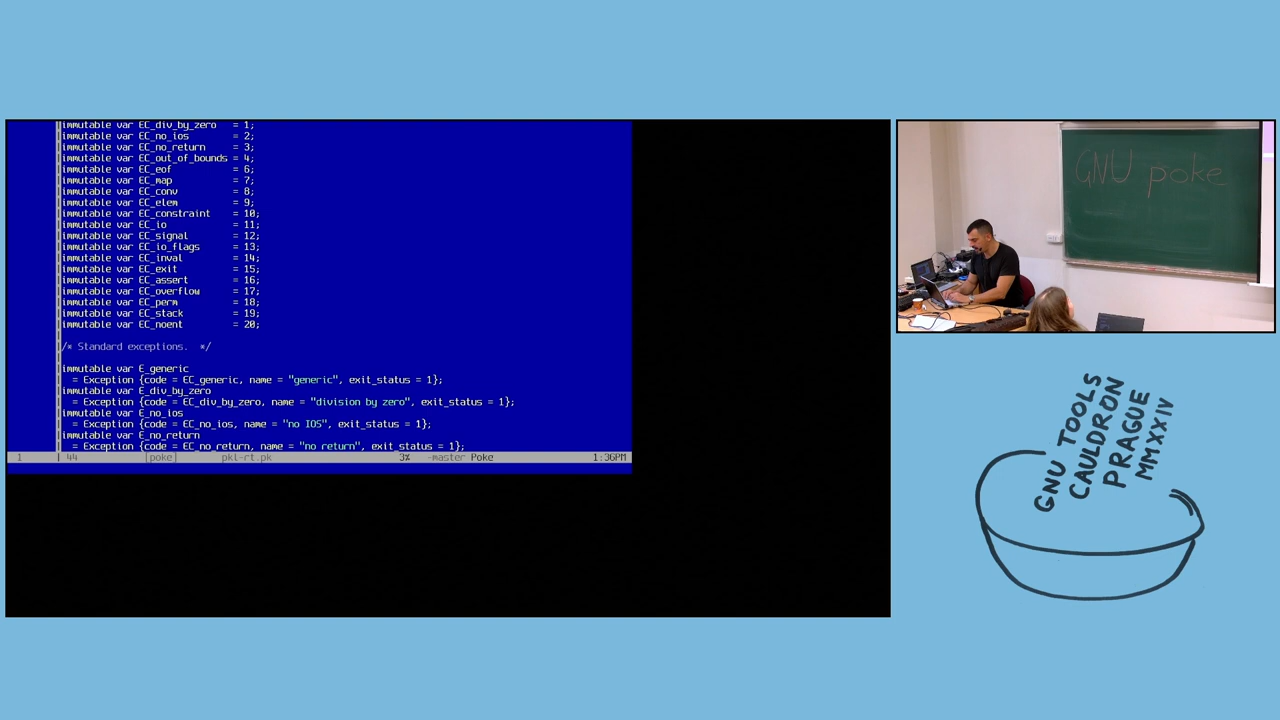 immutable var EC_div_by_zero = 1;
immutable var EC_no_ios = 2;
immutable var EC_no_return = 3;
immutable var EC_out_of_bounds = 4;
immutable var EC_eof = 6;
immutable var EC_map = 7;
immutable var EC_conv = 8;
immutable var EC_elem = 9;
immutable var EC_constraint = 10;
immutable var EC_io = 11;
immutable var EC_signal = 12;
immutable var EC_io_flags = 13;
immutable var EC_inval = 14;
immutable var EC_exit = 15;
immutable var EC_assert = 16;
immutable var EC_overflow = 17;
immutable var EC_perm = 18;
immutable var EC_stack = 19;
immutable var EC_noent = 20;
/* Standard exceptions. */
immutable var E_generic
= Exception {code = EC_generic, name = "generic", exit_status = 1};
immutable var E_div_by_zero
= Exception {code = EC_div_by_zero, name = "division by zero", exit_status = 1};
immutable var E_no_ios
= Exception {code = EC_no_ios, name = "no IOS", exit_status = 1};
immutable var E_no_return
= Exception {code = EC_no_return, name = "no return", exit_status = 1};
1 44 [poke] pkl-rt.pk 3% -master Poke 1:36PM
GNU poke
GNU TOOLS
CAULDRON
PRAGUE
MMXXIV